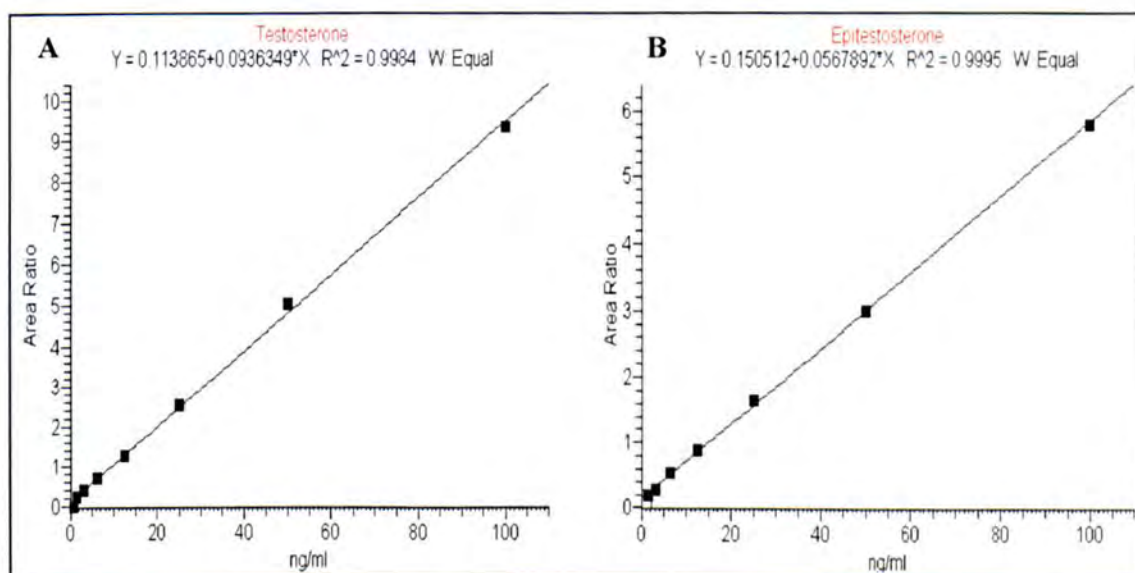 A
Testosterone
Y = 0.113865+0.0936349*X R^2 = 0.9984 W: Equal
10
9
8
7
6
5
4
3
2
1
0
Area Ratio
0 20 40 60 80 100
ng/ml
B
Epitestosterone
Y = 0.150512+0.0567892*X R^2 = 0.9995 W: Equal
6
5
4
3
2
1
0
Area Ratio
0 20 40 60 80 100
ng/ml